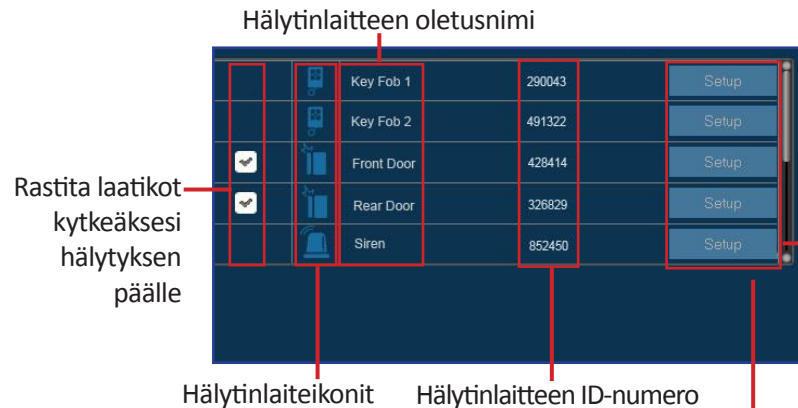 Hälytinlaitteen oletusnimi
Key Fob 1 290043 Setup
Key Fob 2 491322 Setup
Front Door 428414 Setup
Rear Door 326829 Setup
Siren 852450 Setup
Rastita laatikot
kytkeäksesi
hälytyksen
päälle
Hälytinlaiteikonit
Hälytinlaitteen ID-numero